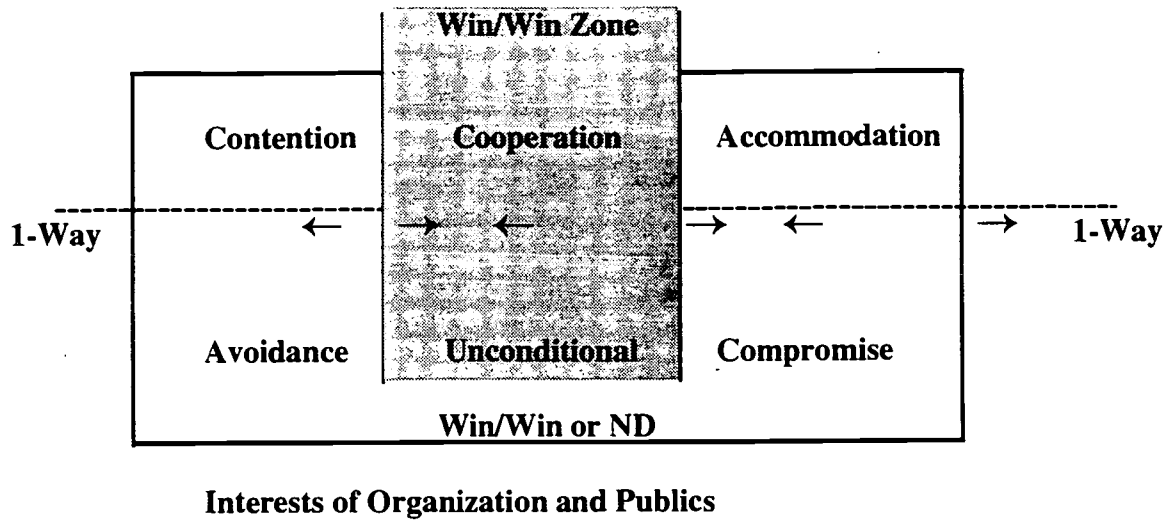 Win/Win Zone
Contention Cooperation Accommodation
1-Way 1-Way
Avoidance Unconditional Compromise
Win/Win or ND
Interests of Organization and Publics